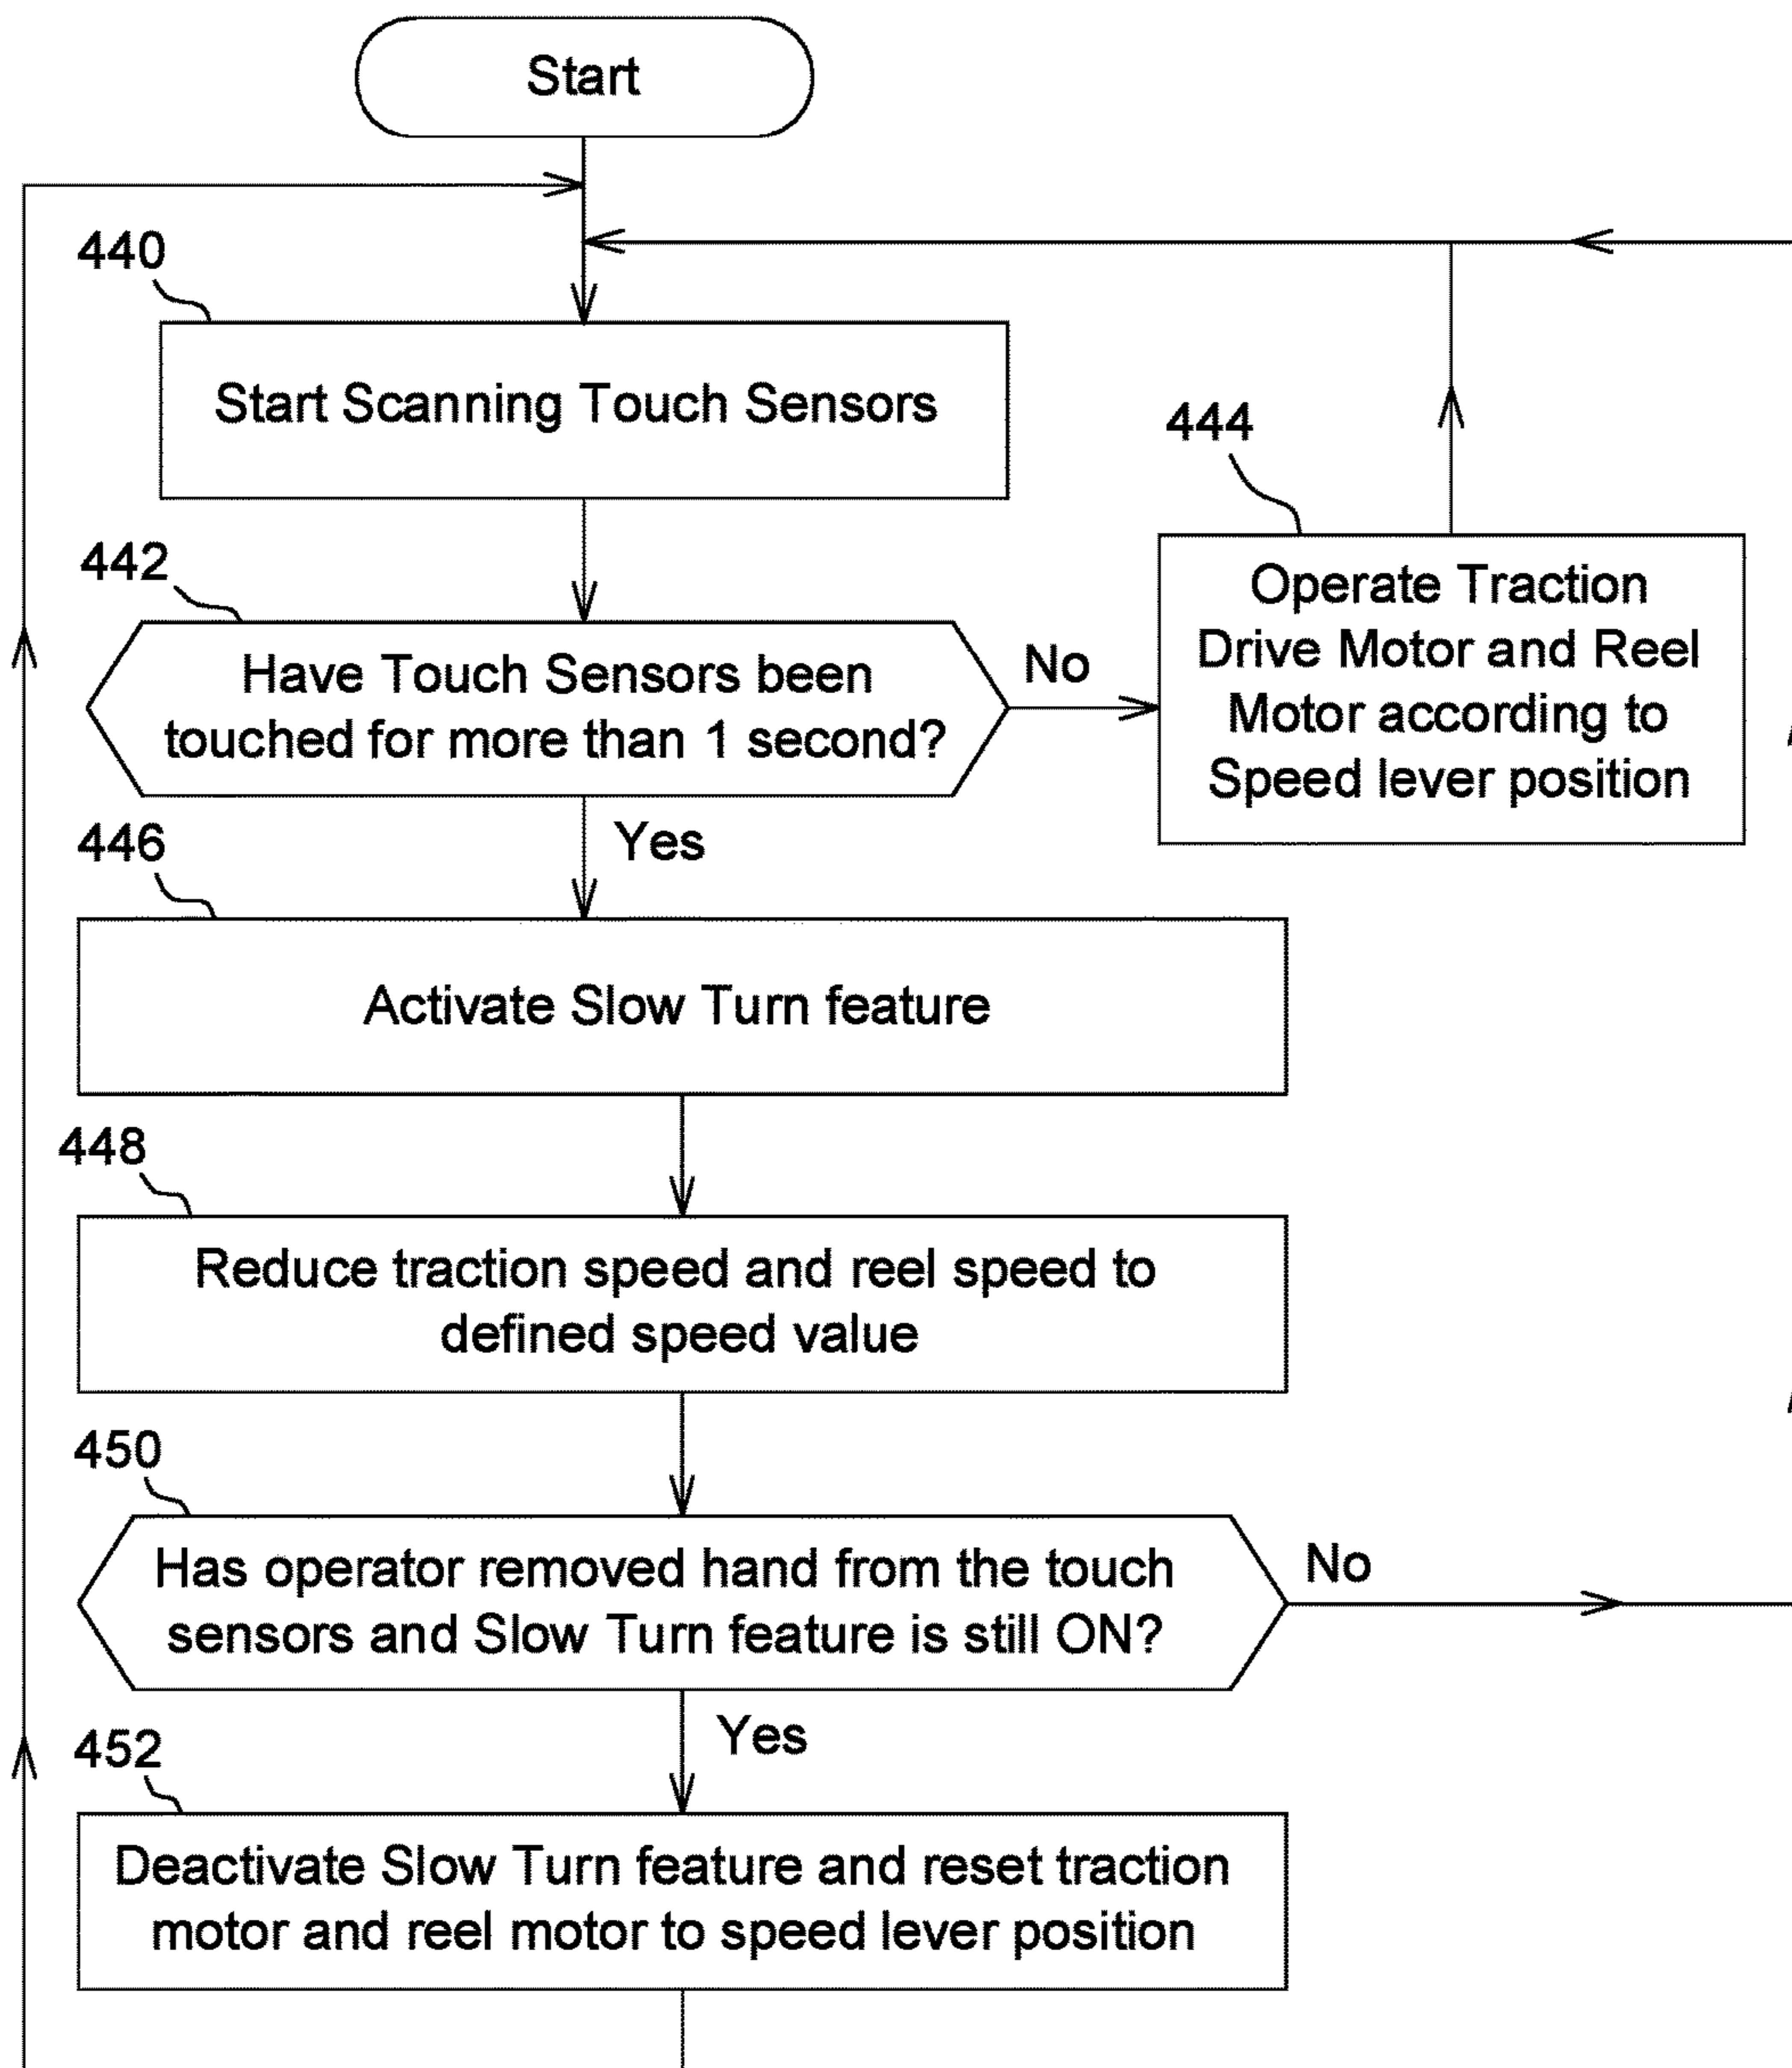 Start
440
Start Scanning Touch Sensors
442
Have Touch Sensors been
touched for more than 1 second?
No
444
Operate Traction
Drive Motor and Reel
Motor according to
Speed lever position
Yes
446
Activate Slow Turn feature
448
Reduce traction speed and reel speed to
defined speed value
450
Has operator removed hand from the touch
sensors and Slow Turn feature is still ON?
No
Yes
452
Deactivate Slow Turn feature and reset traction
motor and reel motor to speed lever position